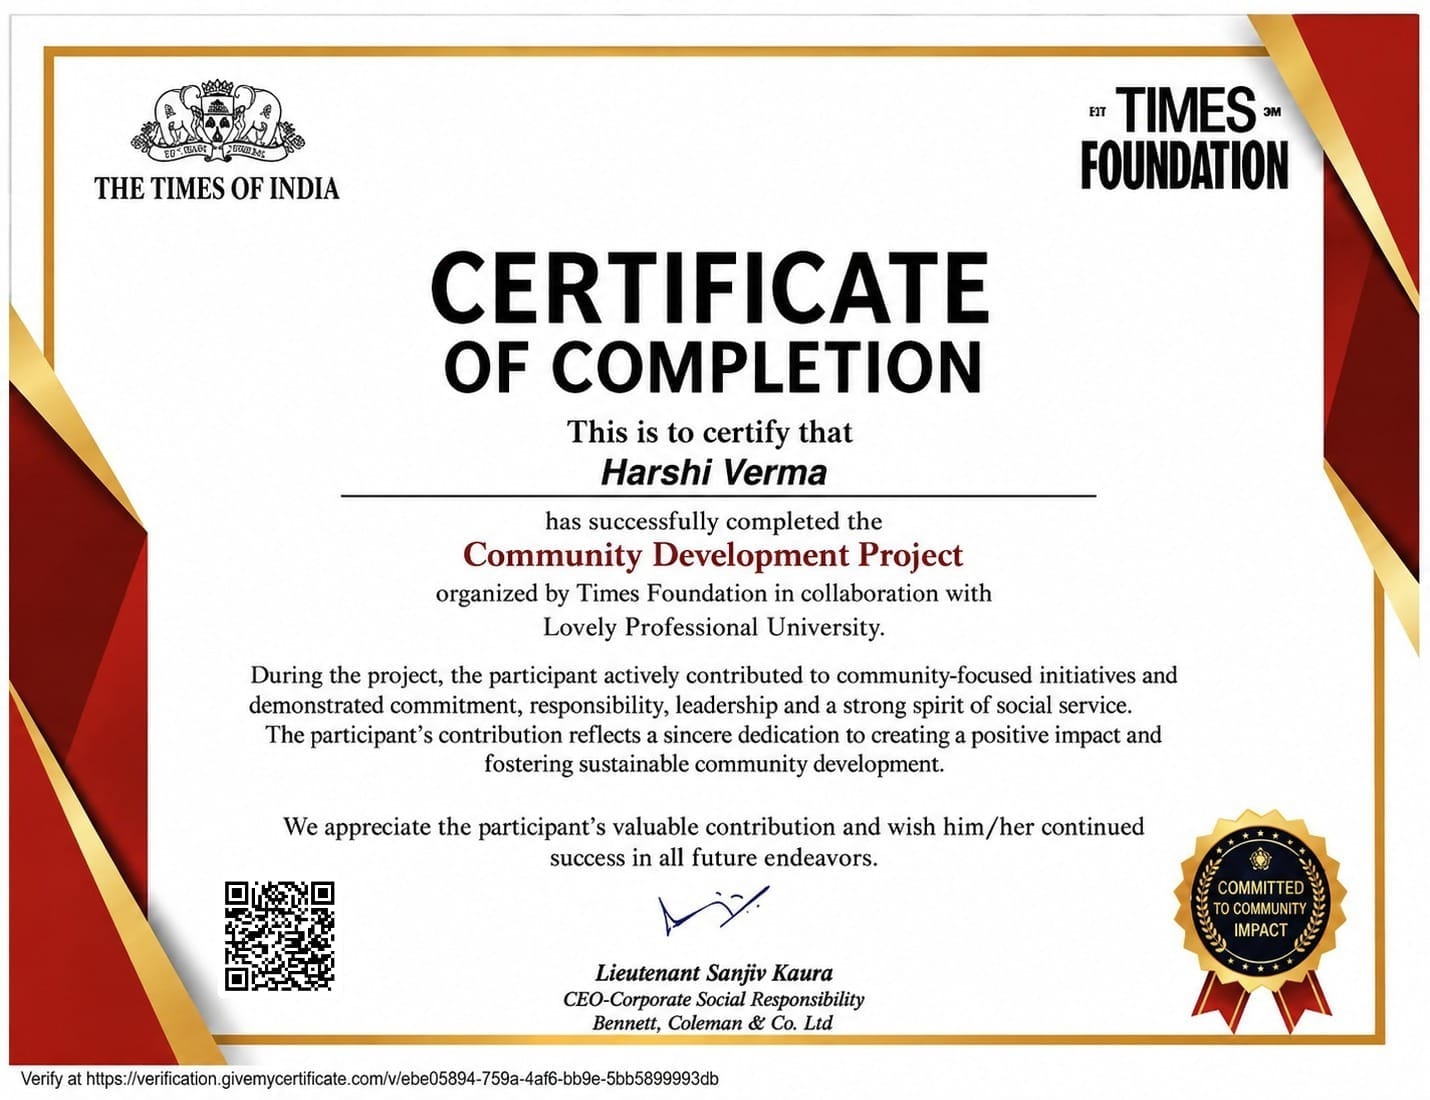 THE TIMES OF INDIA
TIMES
FOUNDATION
CERTIFICATE
OF COMPLETION
This is to certify that
Harshi Verma
has successfully completed the
Community Development Project
organized by Times Foundation in collaboration with
Lovely Professional University.
During the project, the participant actively contributed to community-focused initiatives and
demonstrated commitment, responsibility, leadership and a strong spirit of social service.
The participant's contribution reflects a sincere dedication to creating a positive impact and
fostering sustainable community development.
We appreciate the participant's valuable contribution and wish him/her continued
success in all future endeavors.
COMMITTED
TO COMMUNITY
IMPACT
Lieutenant Sanjiv Kaura
CEO-Corporate Social Responsibility
Bennett, Coleman & Co. Ltd
Verify at https://verification.givemycertificate.com/v/ebe05894-759a-4af6-bb9e-5bb5899993db